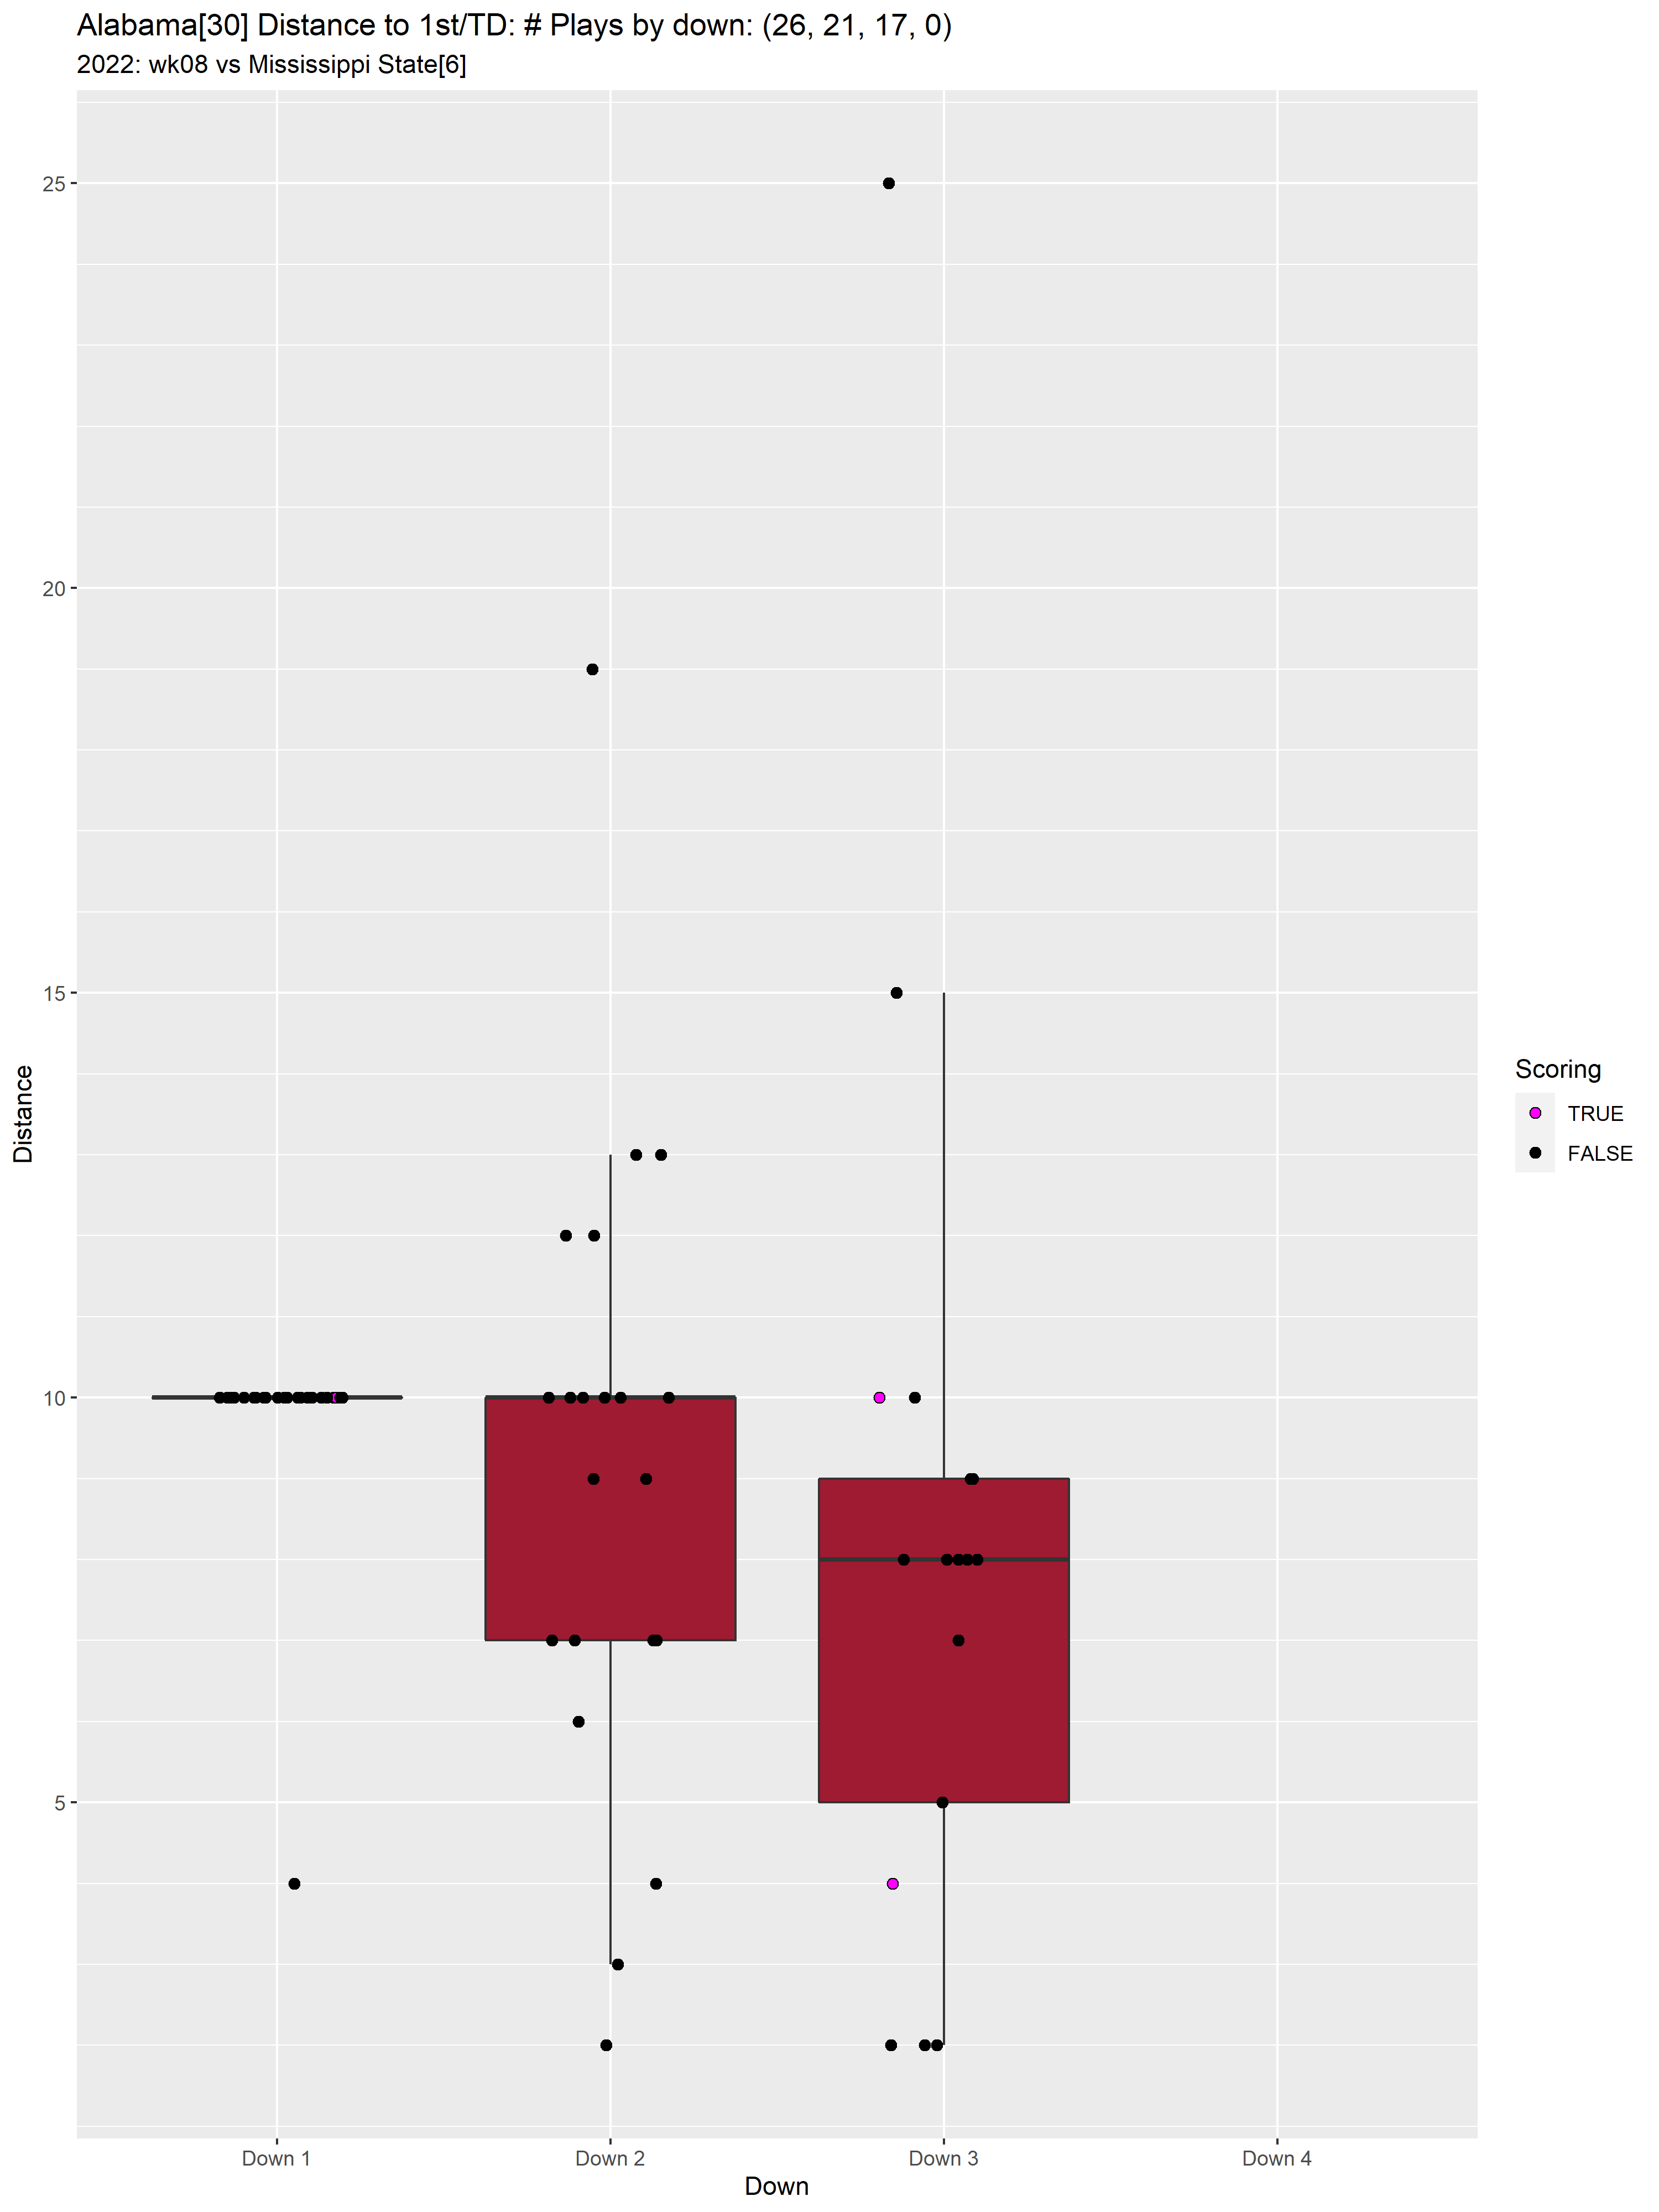 Alabama[30] Distance to 1st/TD: # Plays by down: (26, 21, 17, 0)
2022: wk08 vs Mississippi State[6]
25
20
15
10
5
Distance
Down 1
Down 2
Down 3
Down 4
Down
Scoring
TRUE
FALSE